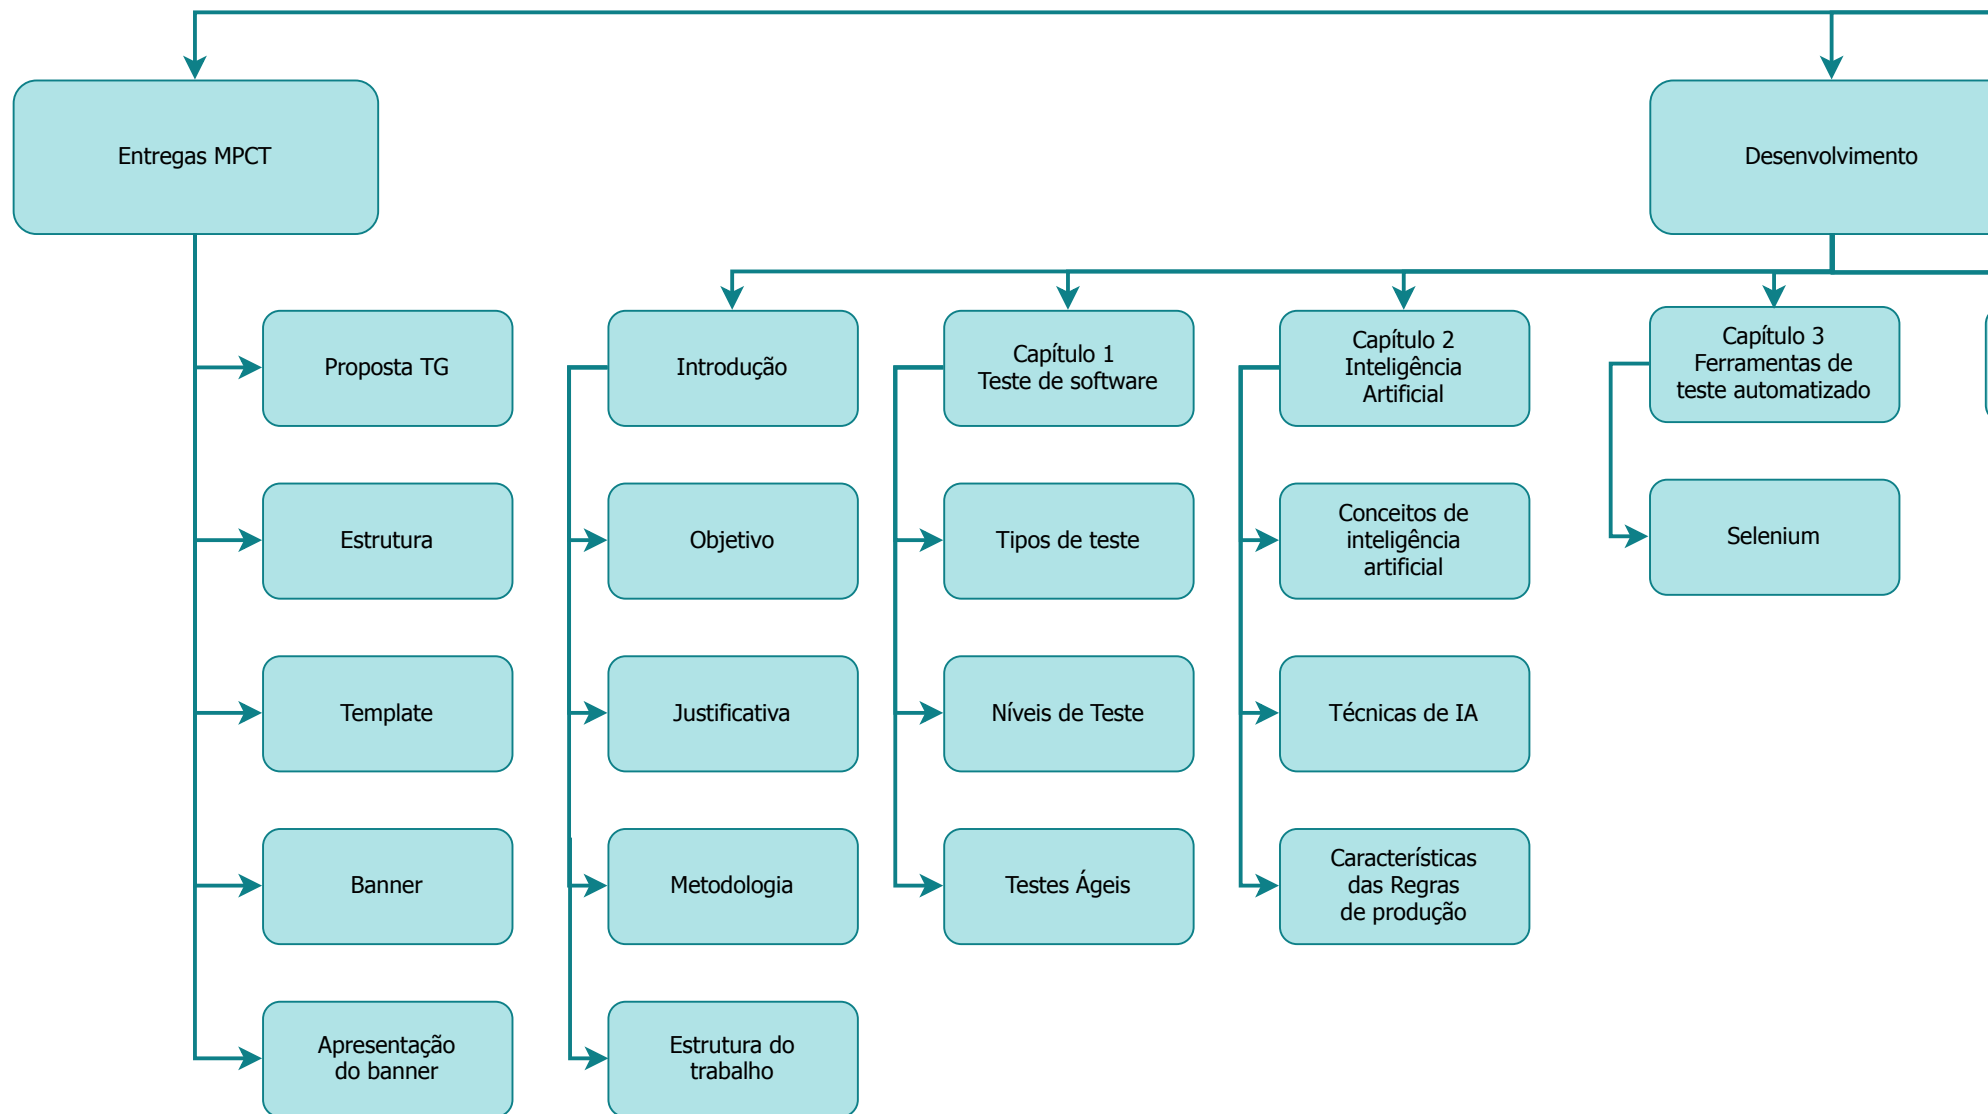 Entregas MPCT
Desenvolvimento
Proposta TG
Introdução
Capítulo 1
Teste de software
Capítulo 2
Inteligência
Artificial
Capítulo 3
Ferramentas de
teste automatizado
Estrutura
Objetivo
Tipos de teste
Conceitos de
inteligência
artificial
Selenium
Template
Justificativa
Níveis de Teste
Técnicas de IA
Banner
Metodologia
Testes Ágeis
Características
das Regras
de produção
Apresentação
do banner
Estrutura do
trabalho